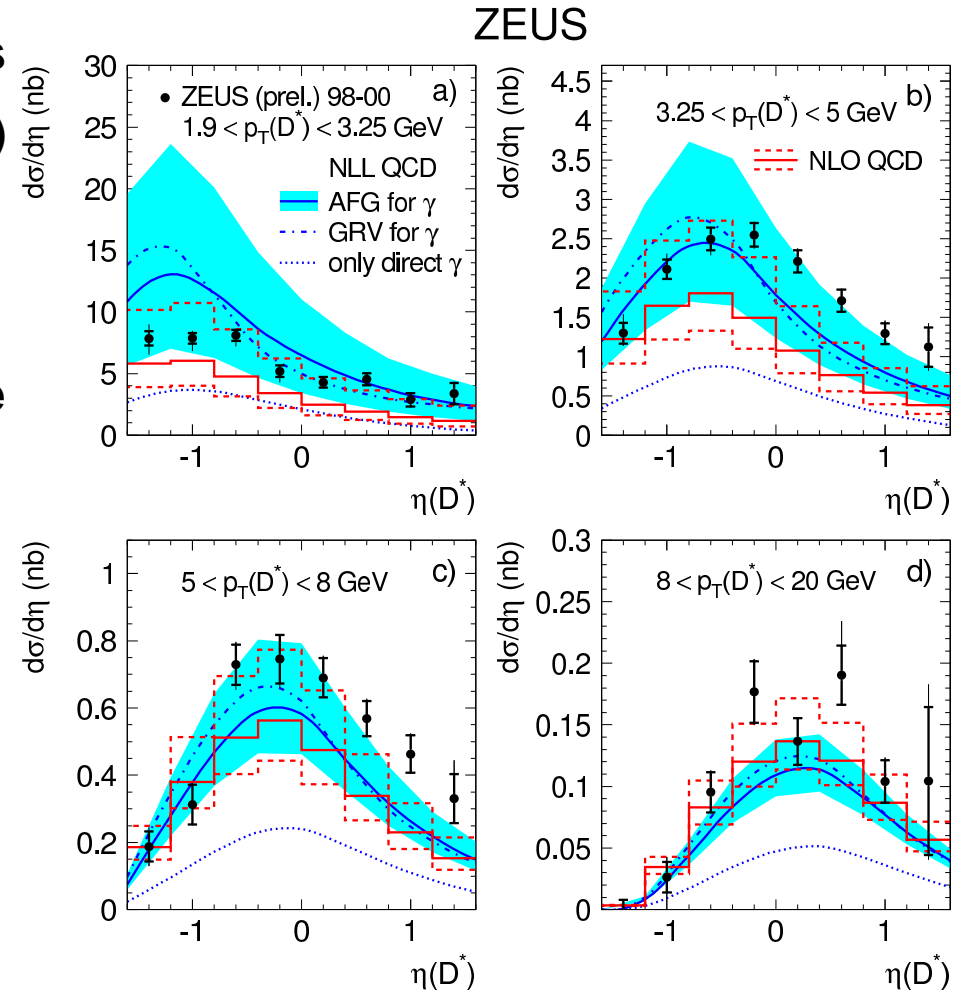 ZEUS
s
)
e
dσ/dη (nb)
30
25
20
15
10
5
0
a)
ZEUS (prel.) 98-00
1.9 < p_T(D*) < 3.25 GeV
NLL QCD
AFG for γ
GRV for γ
only direct γ
-1 0 1
η(D*)
dσ/dη (nb)
4.5
4
3.5
3
2.5
2
1.5
1
0.5
0
b)
3.25 < p_T(D*) < 5 GeV
NLO QCD
-1 0 1
η(D*)
dσ/dη (nb)
1
0.8
0.6
0.4
0.2
0
c)
5 < p_T(D*) < 8 GeV
-1 0 1
η(D*)
dσ/dη (nb)
0.3
0.25
0.2
0.15
0.1
0.05
0
d)
8 < p_T(D*) < 20 GeV
-1 0 1
η(D*)